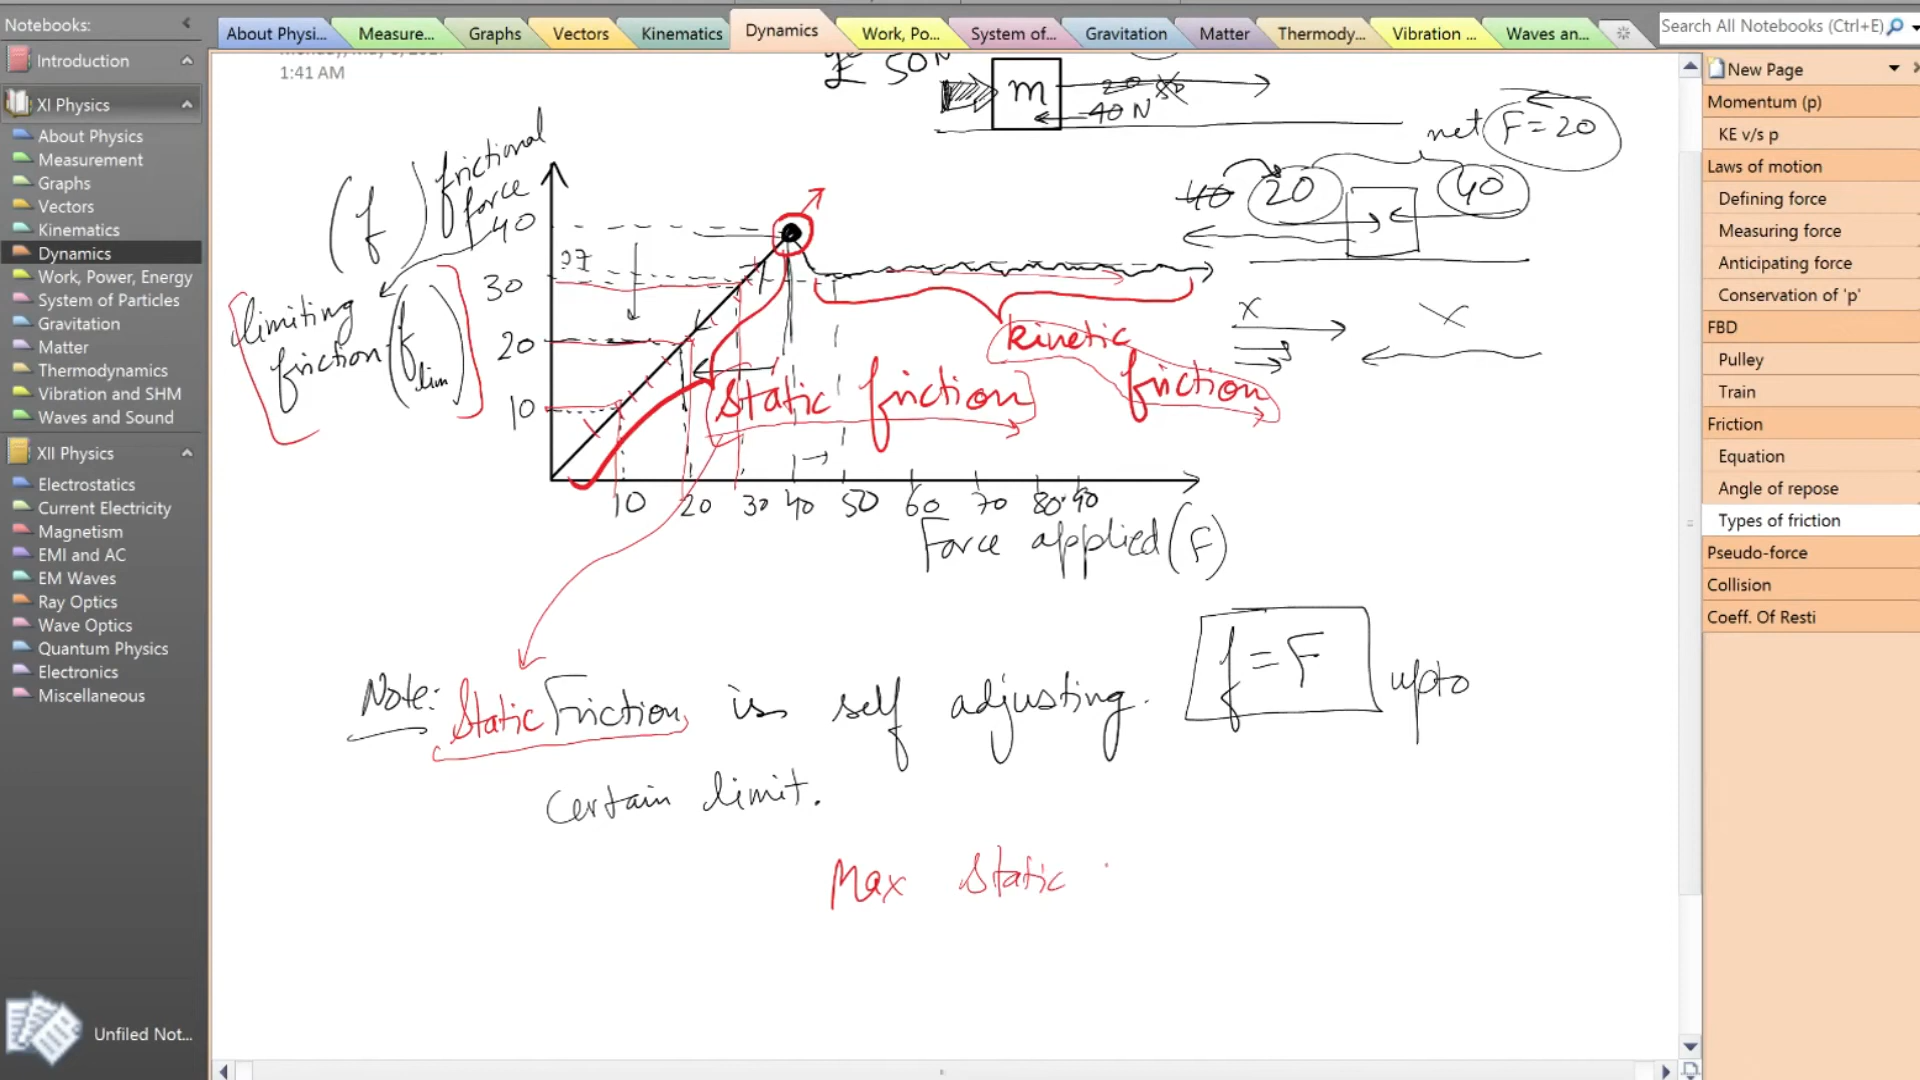 Notebooks:
About Physi...
Measure...
Graphs
Vectors
Kinematics
Dynamics
Work, Po...
System of...
Gravitation
Matter
Thermody...
Vibration ...
Waves an...
Search All Notebooks (Ctrl+E)
Introduction
XI Physics
About Physics
Measurement
Graphs
Vectors
Kinematics
Dynamics
Work, Power, Energy
System of Particles
Gravitation
Matter
Thermodynamics
Vibration and SHM
Waves and Sound
XII Physics
Electrostatics
Current Electricity
Magnetism
EMI and AC
EM Waves
Ray Optics
Wave Optics
Quantum Physics
Electronics
Miscellaneous
Unfiled Not...
1:41 AM
50 N
m
40 N
net F = 20
40 20 40
(f) frictional force
limiting friction (f lim)
40
37
30
20
10
10 20 30 40 50 60 70 80 90
Force applied (F)
static friction
kinetic friction
x x
Note: Static Friction is self adjusting. f = F upto
certain limit.
Max Static
New Page
Momentum (p)
KE v/s p
Laws of motion
Defining force
Measuring force
Anticipating force
Conservation of 'p'
FBD
Pulley
Train
Friction
Equation
Angle of repose
Types of friction
Pseudo-force
Collision
Coeff. Of Resti